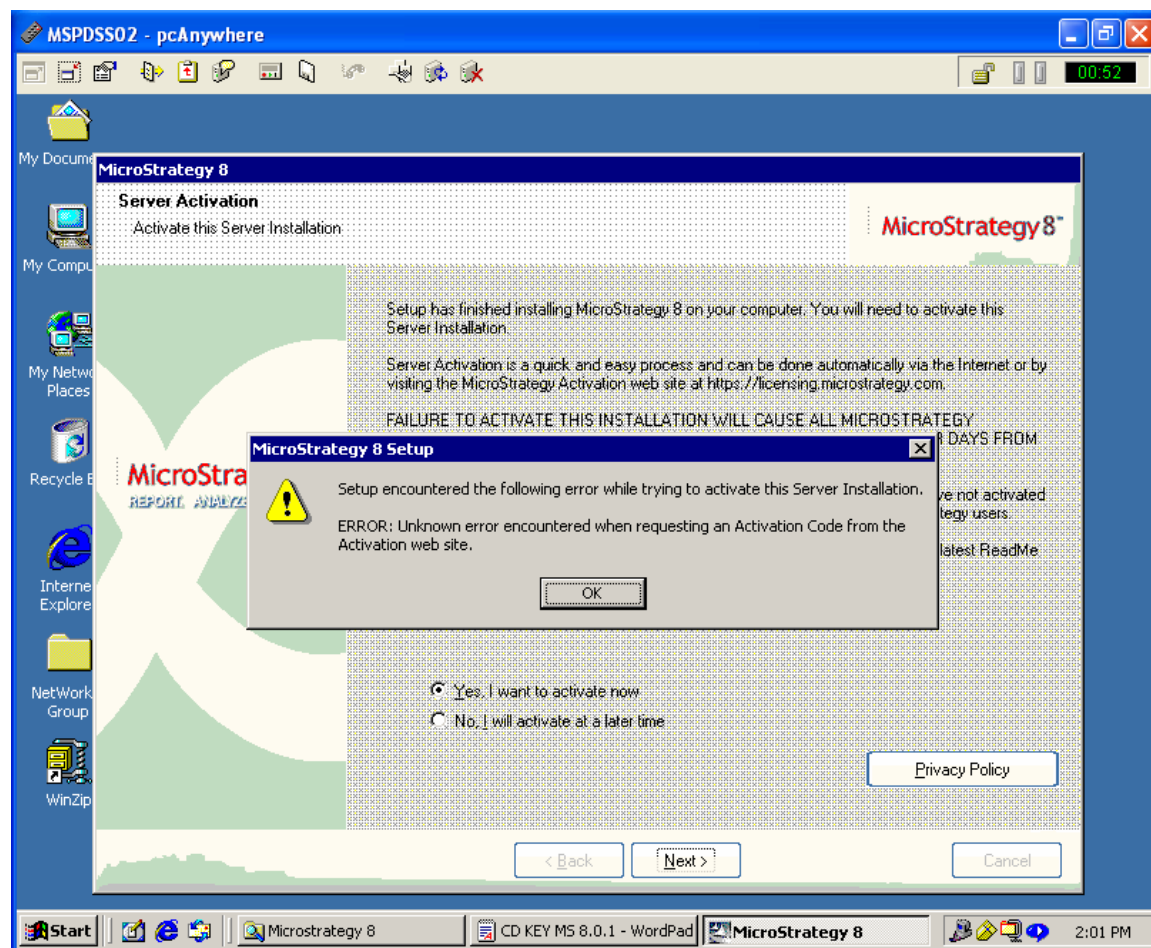 MSPDSS02 - pcAnywhere
00:52
My Docume
My Compu
My Netwo
Places
Recycle B
Interne
Explore
NetWork
Group
WinZip
MicroStrategy 8
Server Activation
Activate this Server Installation
MicroStrategy 8™
Setup has finished installing MicroStrategy 8 on your computer. You will need to activate this
Server Installation.
Server Activation is a quick and easy process and can be done automatically via the Internet or by
visiting the MicroStrategy Activation web site at https://licensing.microstrategy.com.
FAILURE TO ACTIVATE THIS INSTALLATION WILL CAUSE ALL MICROSTRATEGY
R DAYS FROM
ve not activated
tegy users.
latest ReadMe
MicroStra
REPORT. ANALYZE
MicroStrategy 8 Setup
Setup encountered the following error while trying to activate this Server Installation.
ERROR: Unknown error encountered when requesting an Activation Code from the
Activation web site.
OK
Yes, I want to activate now
No, I will activate at a later time
Privacy Policy
< Back
Next >
Cancel
Start
Microstrategy 8
CD KEY MS 8.0.1 - WordPad
MicroStrategy 8
2:01 PM